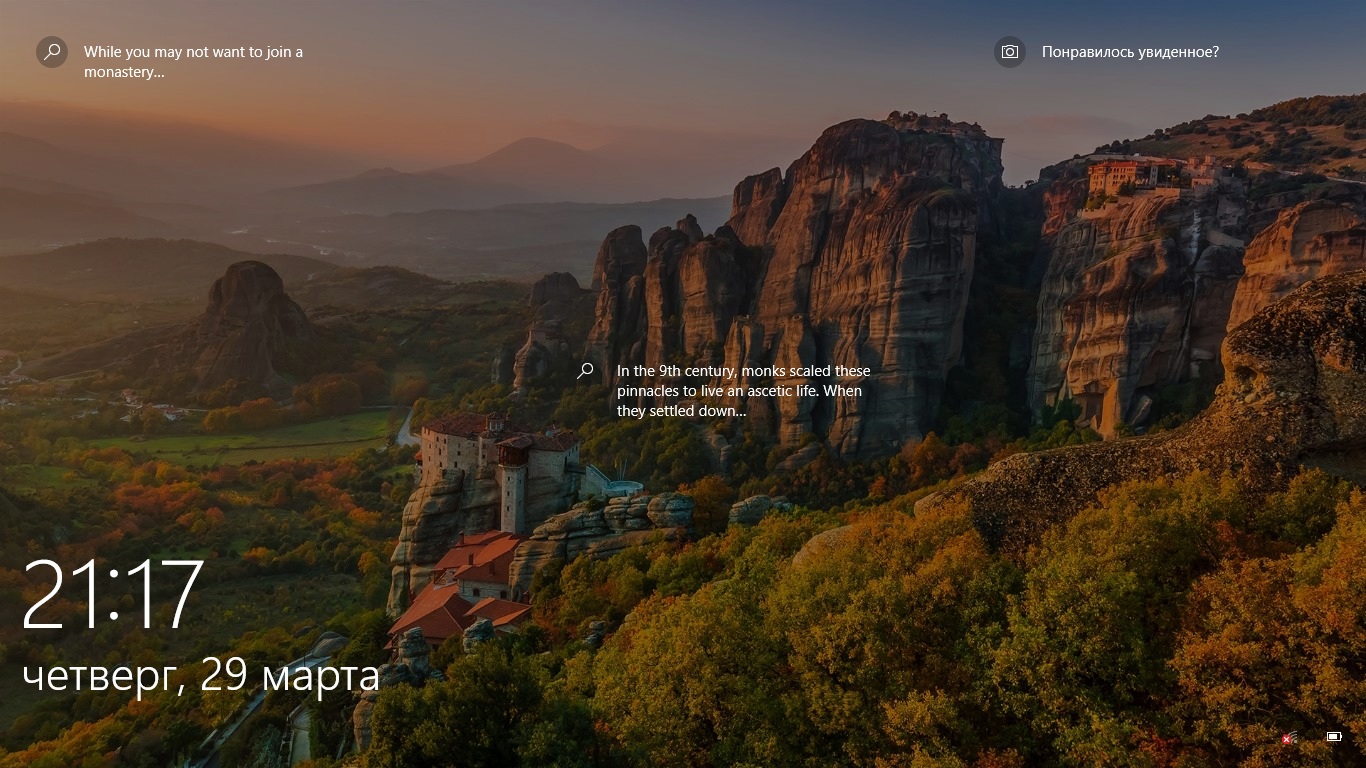 While you may not want to join a
monastery...
Понравилось увиденное?
In the 9th century, monks scaled these
pinnacles to live an ascetic life. When
they settled down...
21:17
четверг, 29 марта